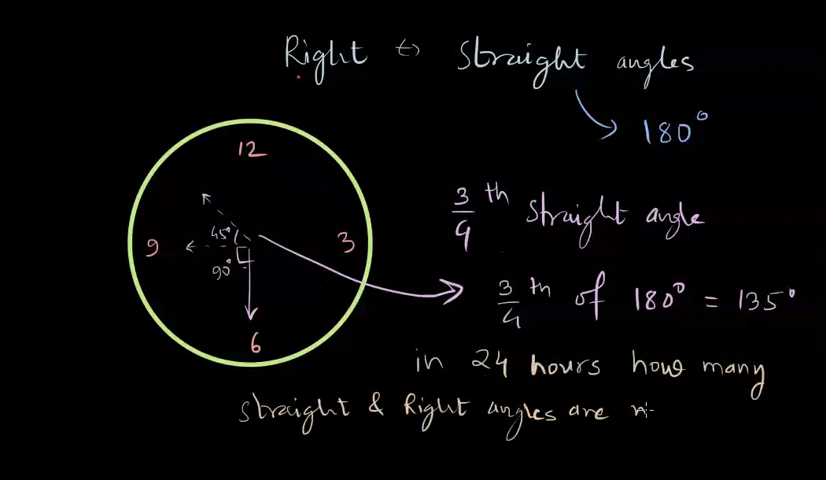 Right ↔ straight angles
180°
12
3/4 th straight angle
9
45°
3
90°
3/4 th of 180° = 135°
6
in 24 hours how many
straight & Right angles are